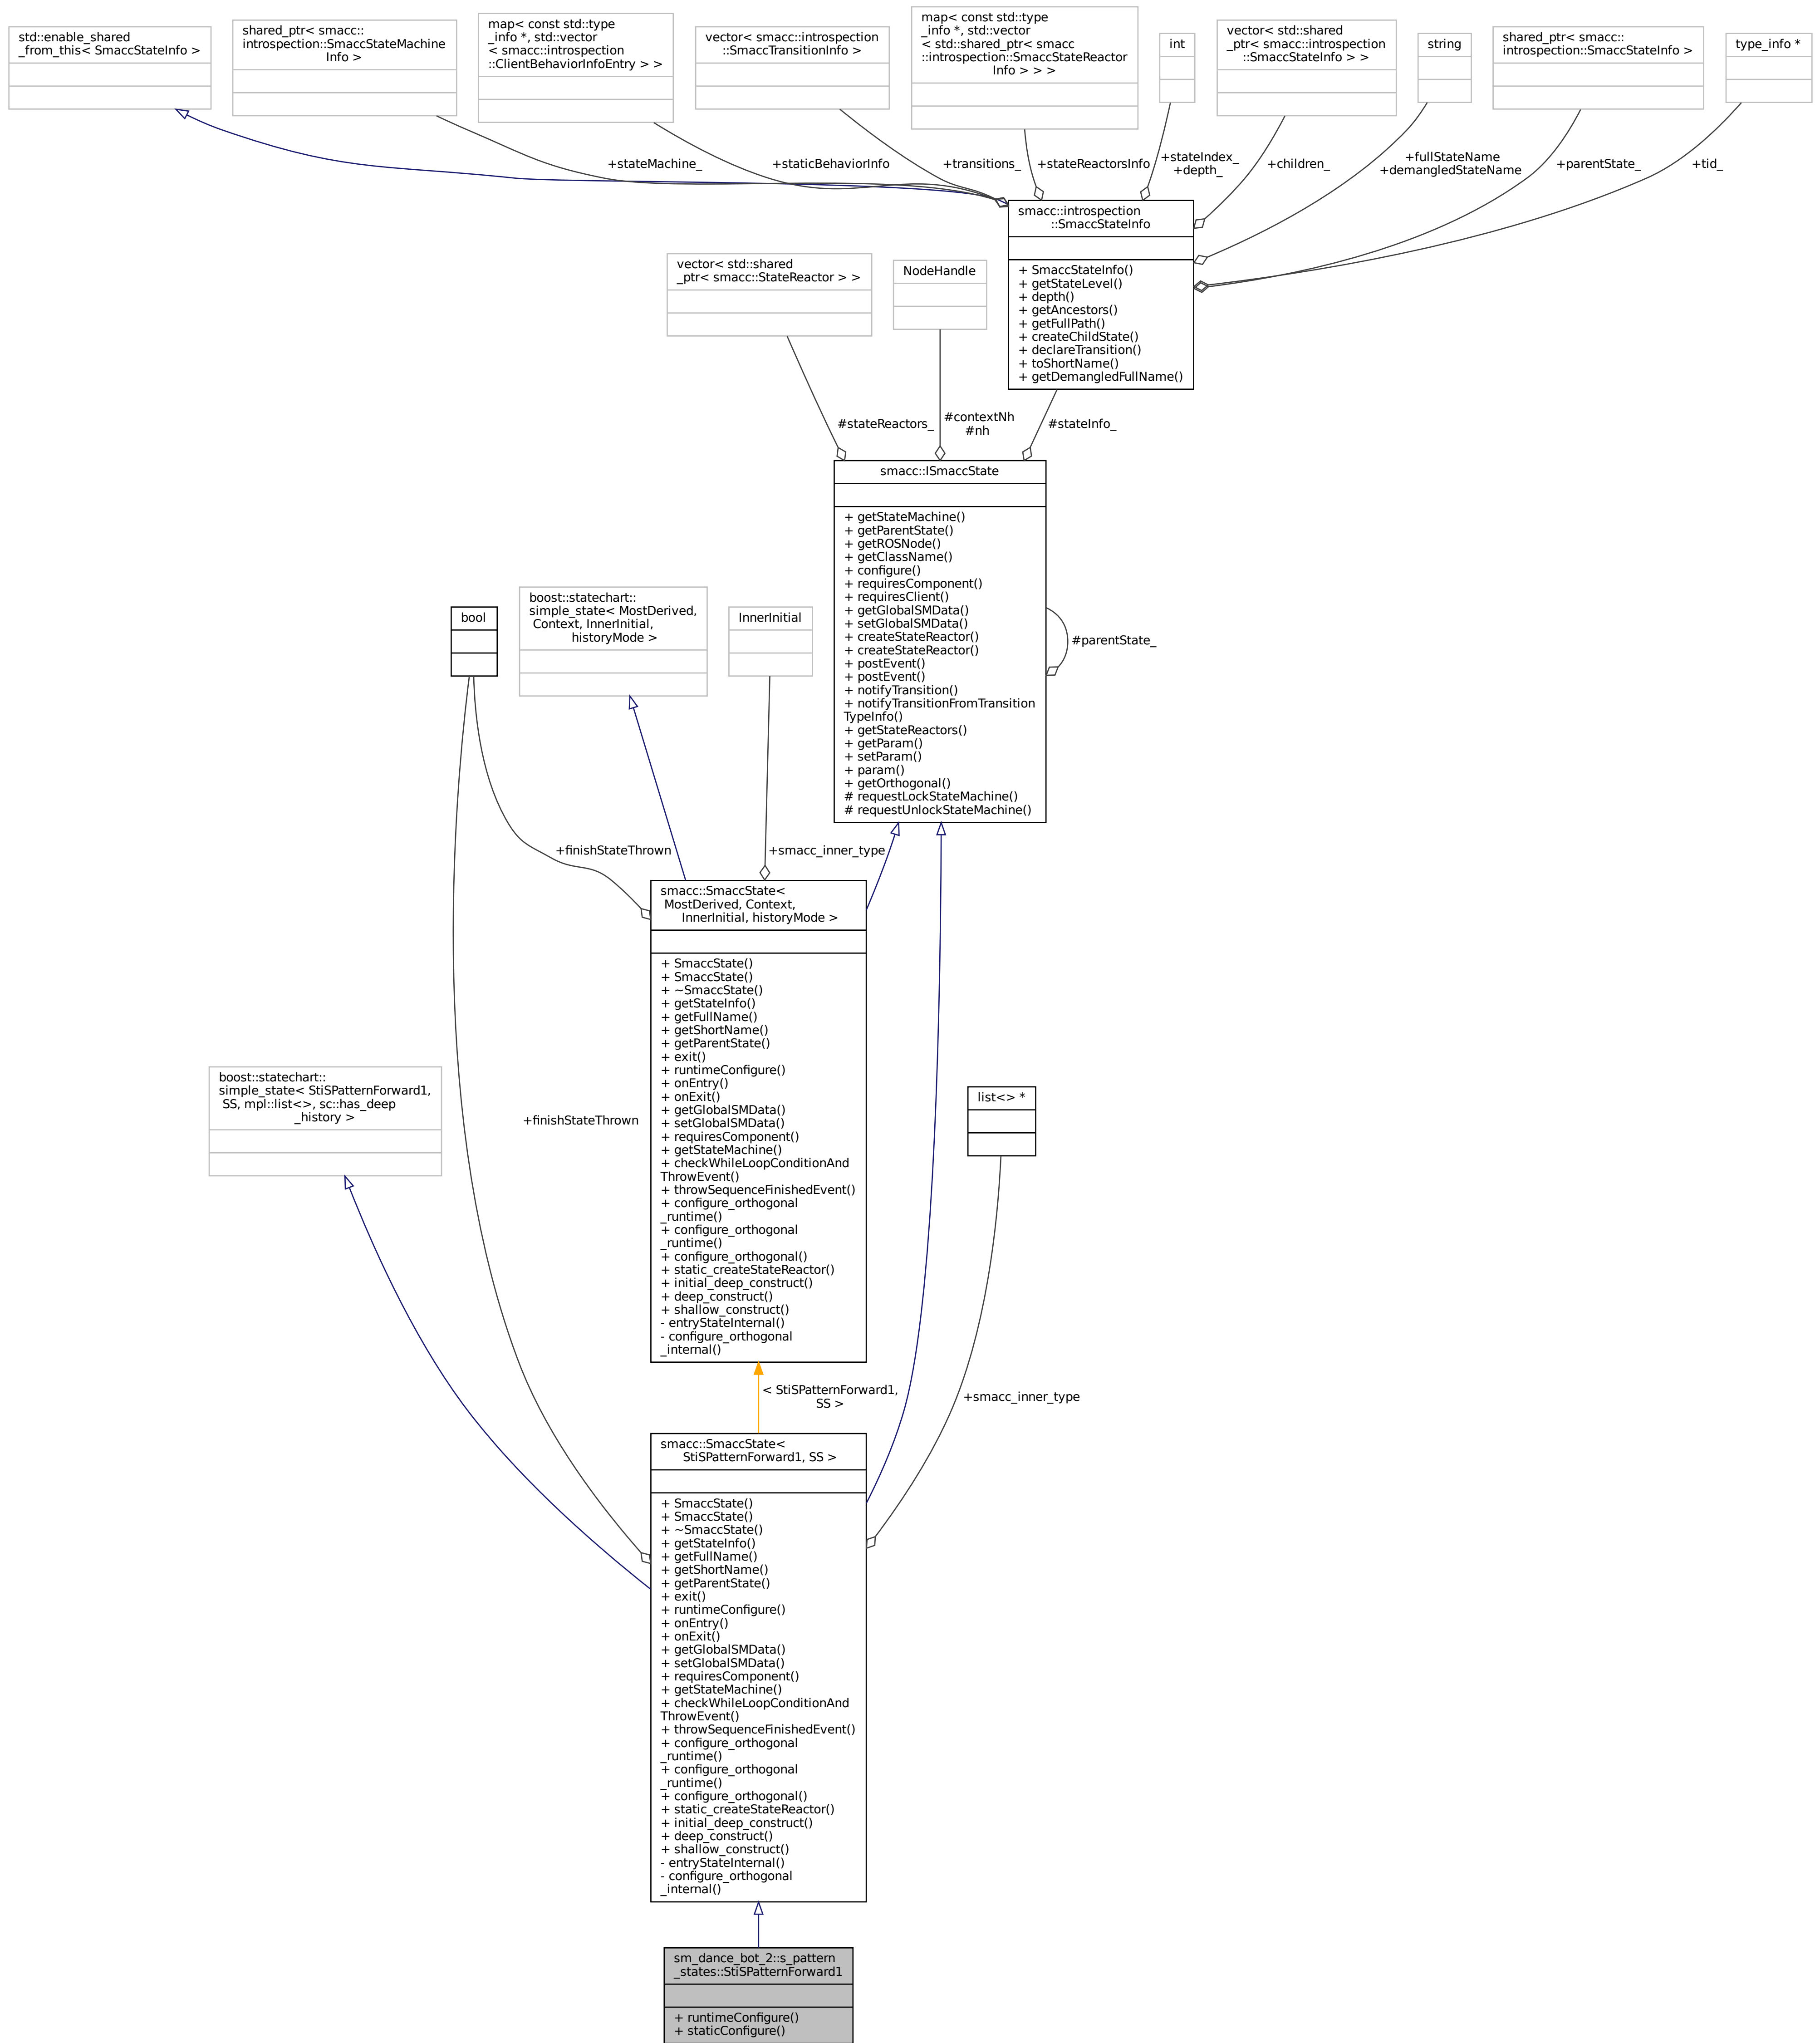 std::enable_shared
_from_this< SmaccStateInfo >
shared_ptr< smacc::
introspection::SmaccStateMachine
Info >
map< const std::type
_info *, std::vector
< smacc::introspection
::ClientBehaviorInfoEntry > >
vector< smacc::introspection
::SmaccTransitionInfo >
map< const std::type
_info *, std::vector
< std::shared_ptr< smacc
::introspection::SmaccStateReactor
Info > > >
int
vector< std::shared
_ptr< smacc::introspection
::SmaccStateInfo > >
string
shared_ptr< smacc::
introspection::SmaccStateInfo >
type_info *
+stateMachine_
+staticBehaviorInfo
+transitions_
+stateReactorsInfo
+stateIndex_
+depth_
+children_
+fullStateName
+demangledStateName
+parentState_
+tid_
smacc::introspection
::SmaccStateInfo
+ SmaccStateInfo()
+ getStateLevel()
+ depth()
+ getAncestors()
+ getFullPath()
+ createChildState()
+ declareTransition()
+ toShortName()
+ getDemangledFullName()
vector< std::shared
_ptr< smacc::StateReactor > >
NodeHandle
#stateReactors_
#contextNh
#nh
#stateInfo_
smacc::ISmaccState
+ getStateMachine()
+ getParentState()
+ getROSNode()
+ getClassName()
+ configure()
+ requiresComponent()
+ requiresClient()
+ getGlobalSMData()
+ setGlobalSMData()
+ createStateReactor()
+ createStateReactor()
+ postEvent()
+ postEvent()
+ notifyTransition()
+ notifyTransitionFromTransition
TypeInfo()
+ getStateReactors()
+ getParam()
+ setParam()
+ param()
+ getOrthogonal()
# requestLockStateMachine()
# requestUnlockStateMachine()
#parentState_
bool
boost::statechart::
simple_state< MostDerived,
Context, InnerInitial,
historyMode >
InnerInitial
+finishStateThrown
+smacc_inner_type
smacc::SmaccState<
MostDerived, Context,
InnerInitial, historyMode >
+ SmaccState()
+ SmaccState()
+ ~SmaccState()
+ getStateInfo()
+ getFullName()
+ getShortName()
+ getParentState()
+ exit()
+ runtimeConfigure()
+ onEntry()
+ onExit()
+ getGlobalSMData()
+ setGlobalSMData()
+ requiresComponent()
+ getStateMachine()
+ checkWhileLoopConditionAnd
ThrowEvent()
+ throwSequenceFinishedEvent()
+ configure_orthogonal
_runtime()
+ configure_orthogonal
_runtime()
+ configure_orthogonal()
+ static_createStateReactor()
+ initial_deep_construct()
+ deep_construct()
+ shallow_construct()
- entryStateInternal()
- configure_orthogonal
_internal()
boost::statechart::
simple_state< StiSPatternForward1,
SS, mpl::list<>, sc::has_deep
_history >
+finishStateThrown
list<> *
< StiSPatternForward1,
SS >
+smacc_inner_type
smacc::SmaccState<
StiSPatternForward1, SS >
+ SmaccState()
+ SmaccState()
+ ~SmaccState()
+ getStateInfo()
+ getFullName()
+ getShortName()
+ getParentState()
+ exit()
+ runtimeConfigure()
+ onEntry()
+ onExit()
+ getGlobalSMData()
+ setGlobalSMData()
+ requiresComponent()
+ getStateMachine()
+ checkWhileLoopConditionAnd
ThrowEvent()
+ throwSequenceFinishedEvent()
+ configure_orthogonal
_runtime()
+ configure_orthogonal
_runtime()
+ configure_orthogonal()
+ static_createStateReactor()
+ initial_deep_construct()
+ deep_construct()
+ shallow_construct()
- entryStateInternal()
- configure_orthogonal
_internal()
sm_dance_bot_2::s_pattern
_states::StiSPatternForward1
+ runtimeConfigure()
+ staticConfigure()